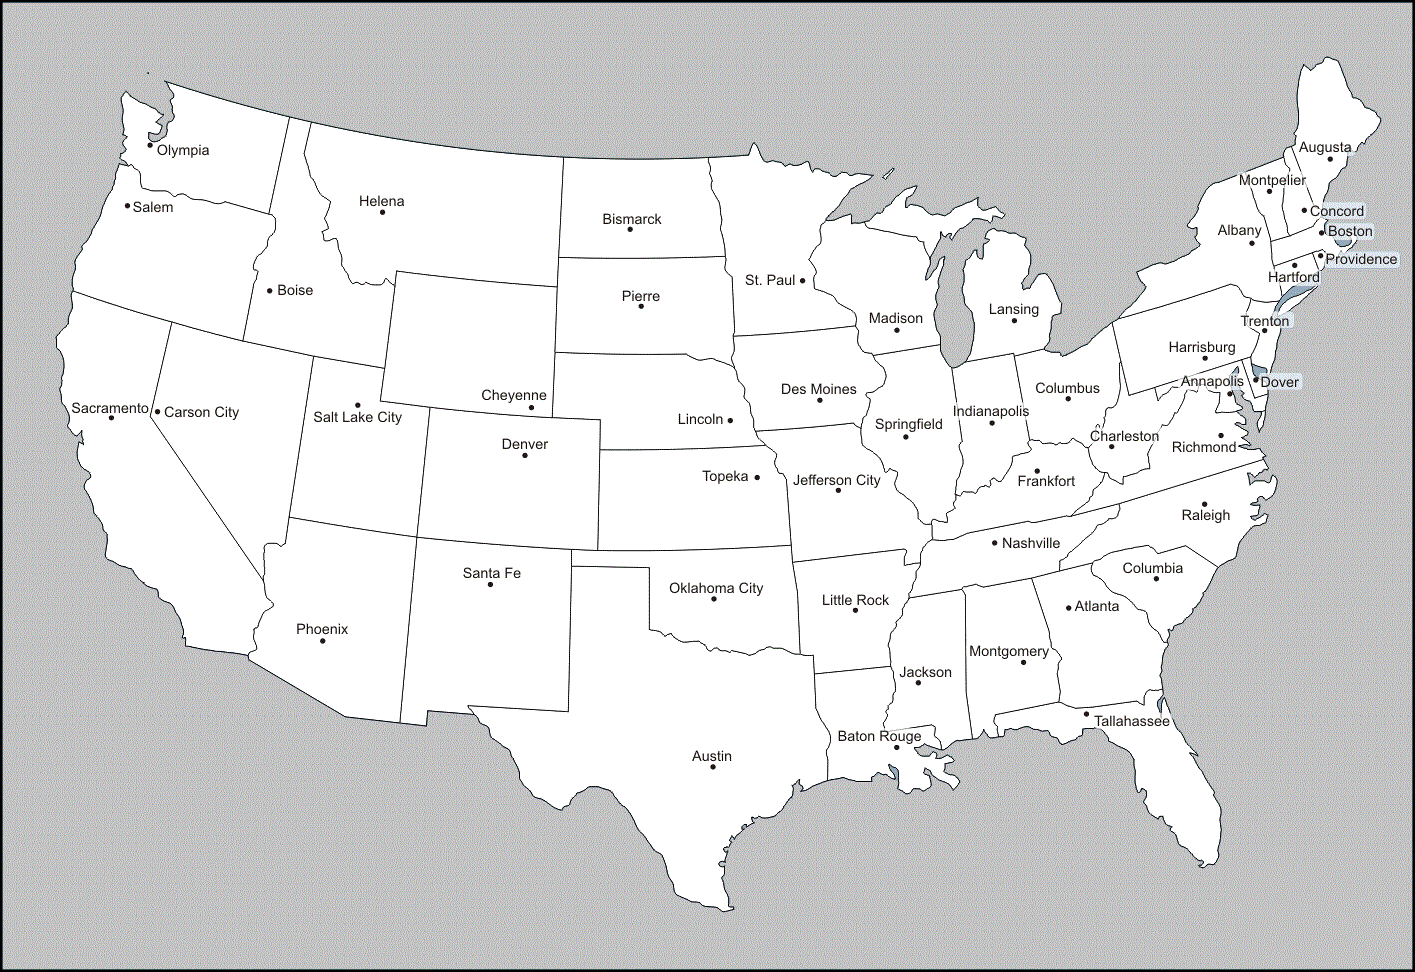 Augusta
Olympia
Montpelier
Helena
Salem
Concord
Bismarck
Albany
Boston
Providence
Hartford
St. Paul
Boise
Pierre
Lansing
Madison
Trenton
Harrisburg
Annapolis
Dover
Des Moines
Columbus
Cheyenne
Sacramento
Carson City
Salt Lake City
Indianapolis
Lincoln
Springfield
Charleston
Denver
Richmond
Topeka
Jefferson City
Frankfort
Raleigh
Nashville
Santa Fe
Columbia
Oklahoma City
Little Rock
Atlanta
Phoenix
Montgomery
Jackson
Tallahassee
Baton Rouge
Austin